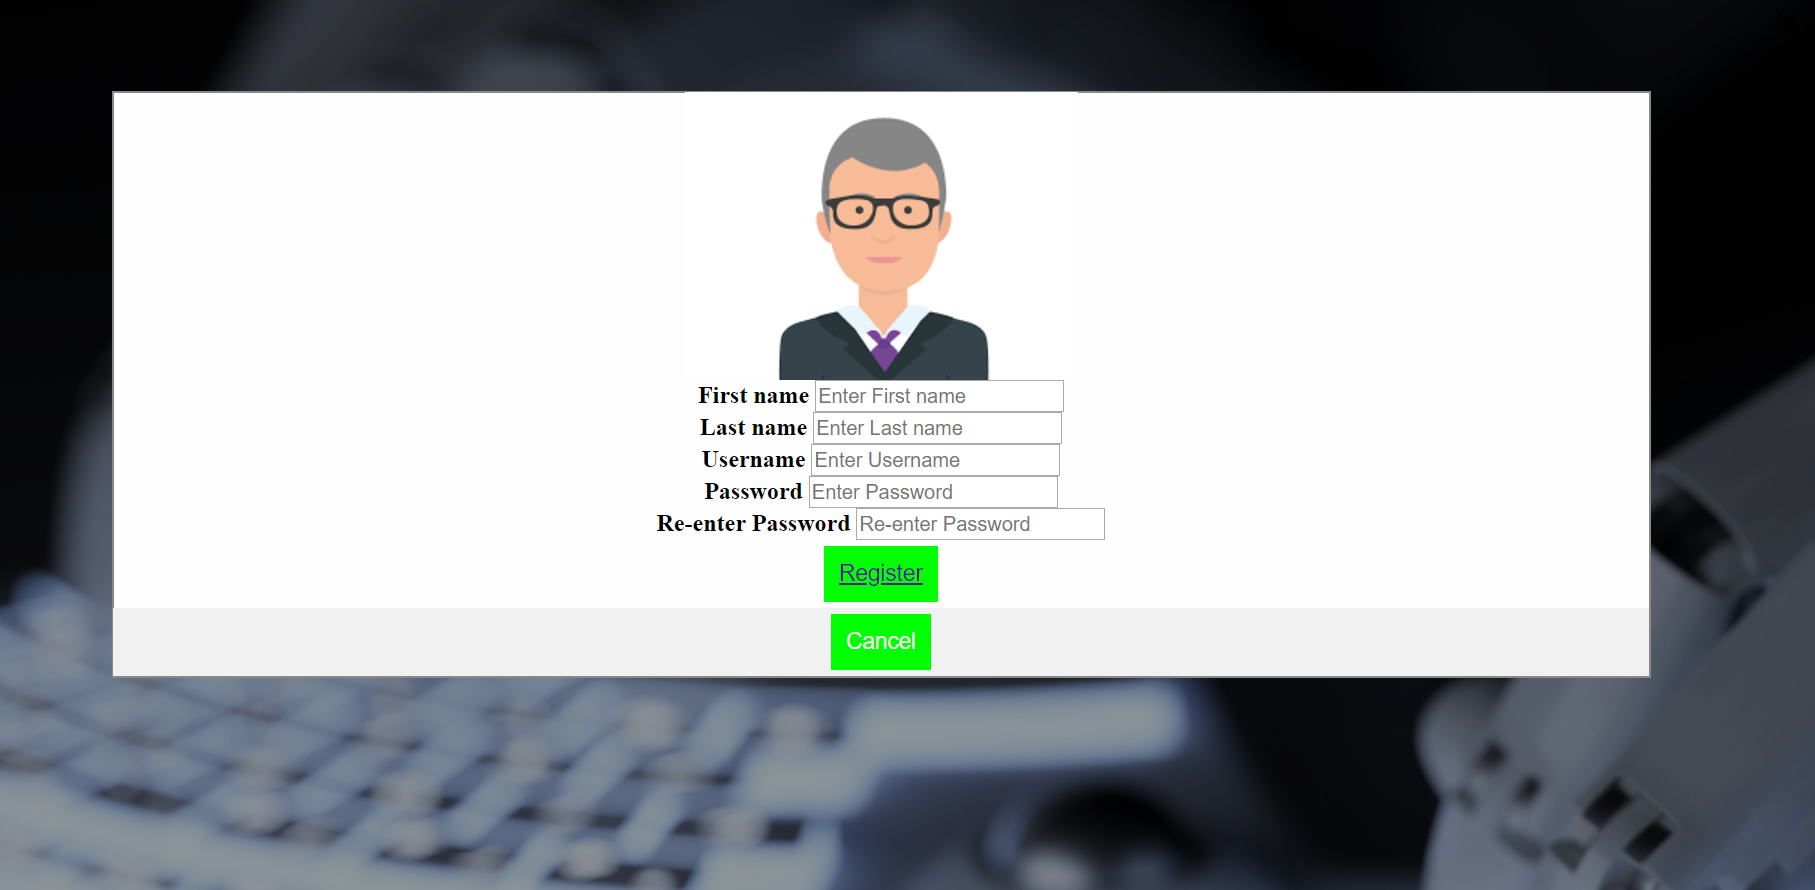 First name Enter First name
Last name Enter Last name
Username Enter Username
Password Enter Password
Re-enter Password Re-enter Password
Register
Cancel